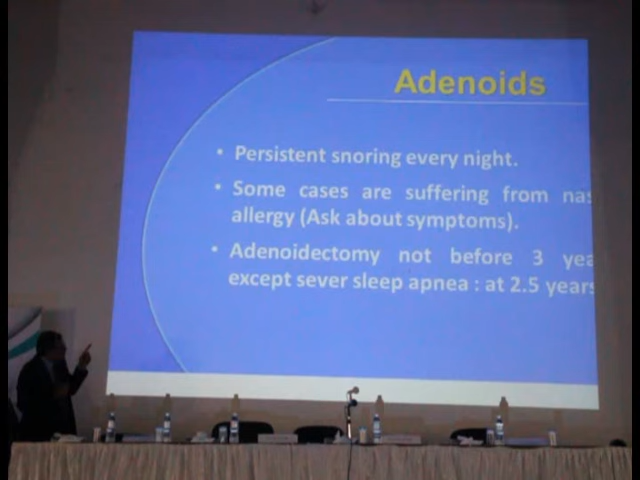 Adenoids
• Persistent snoring every night.
• Some cases are suffering from nas
allergy (Ask about symptoms).
• Adenoidectomy not before 3 yea
except sever sleep apnea : at 2.5 years